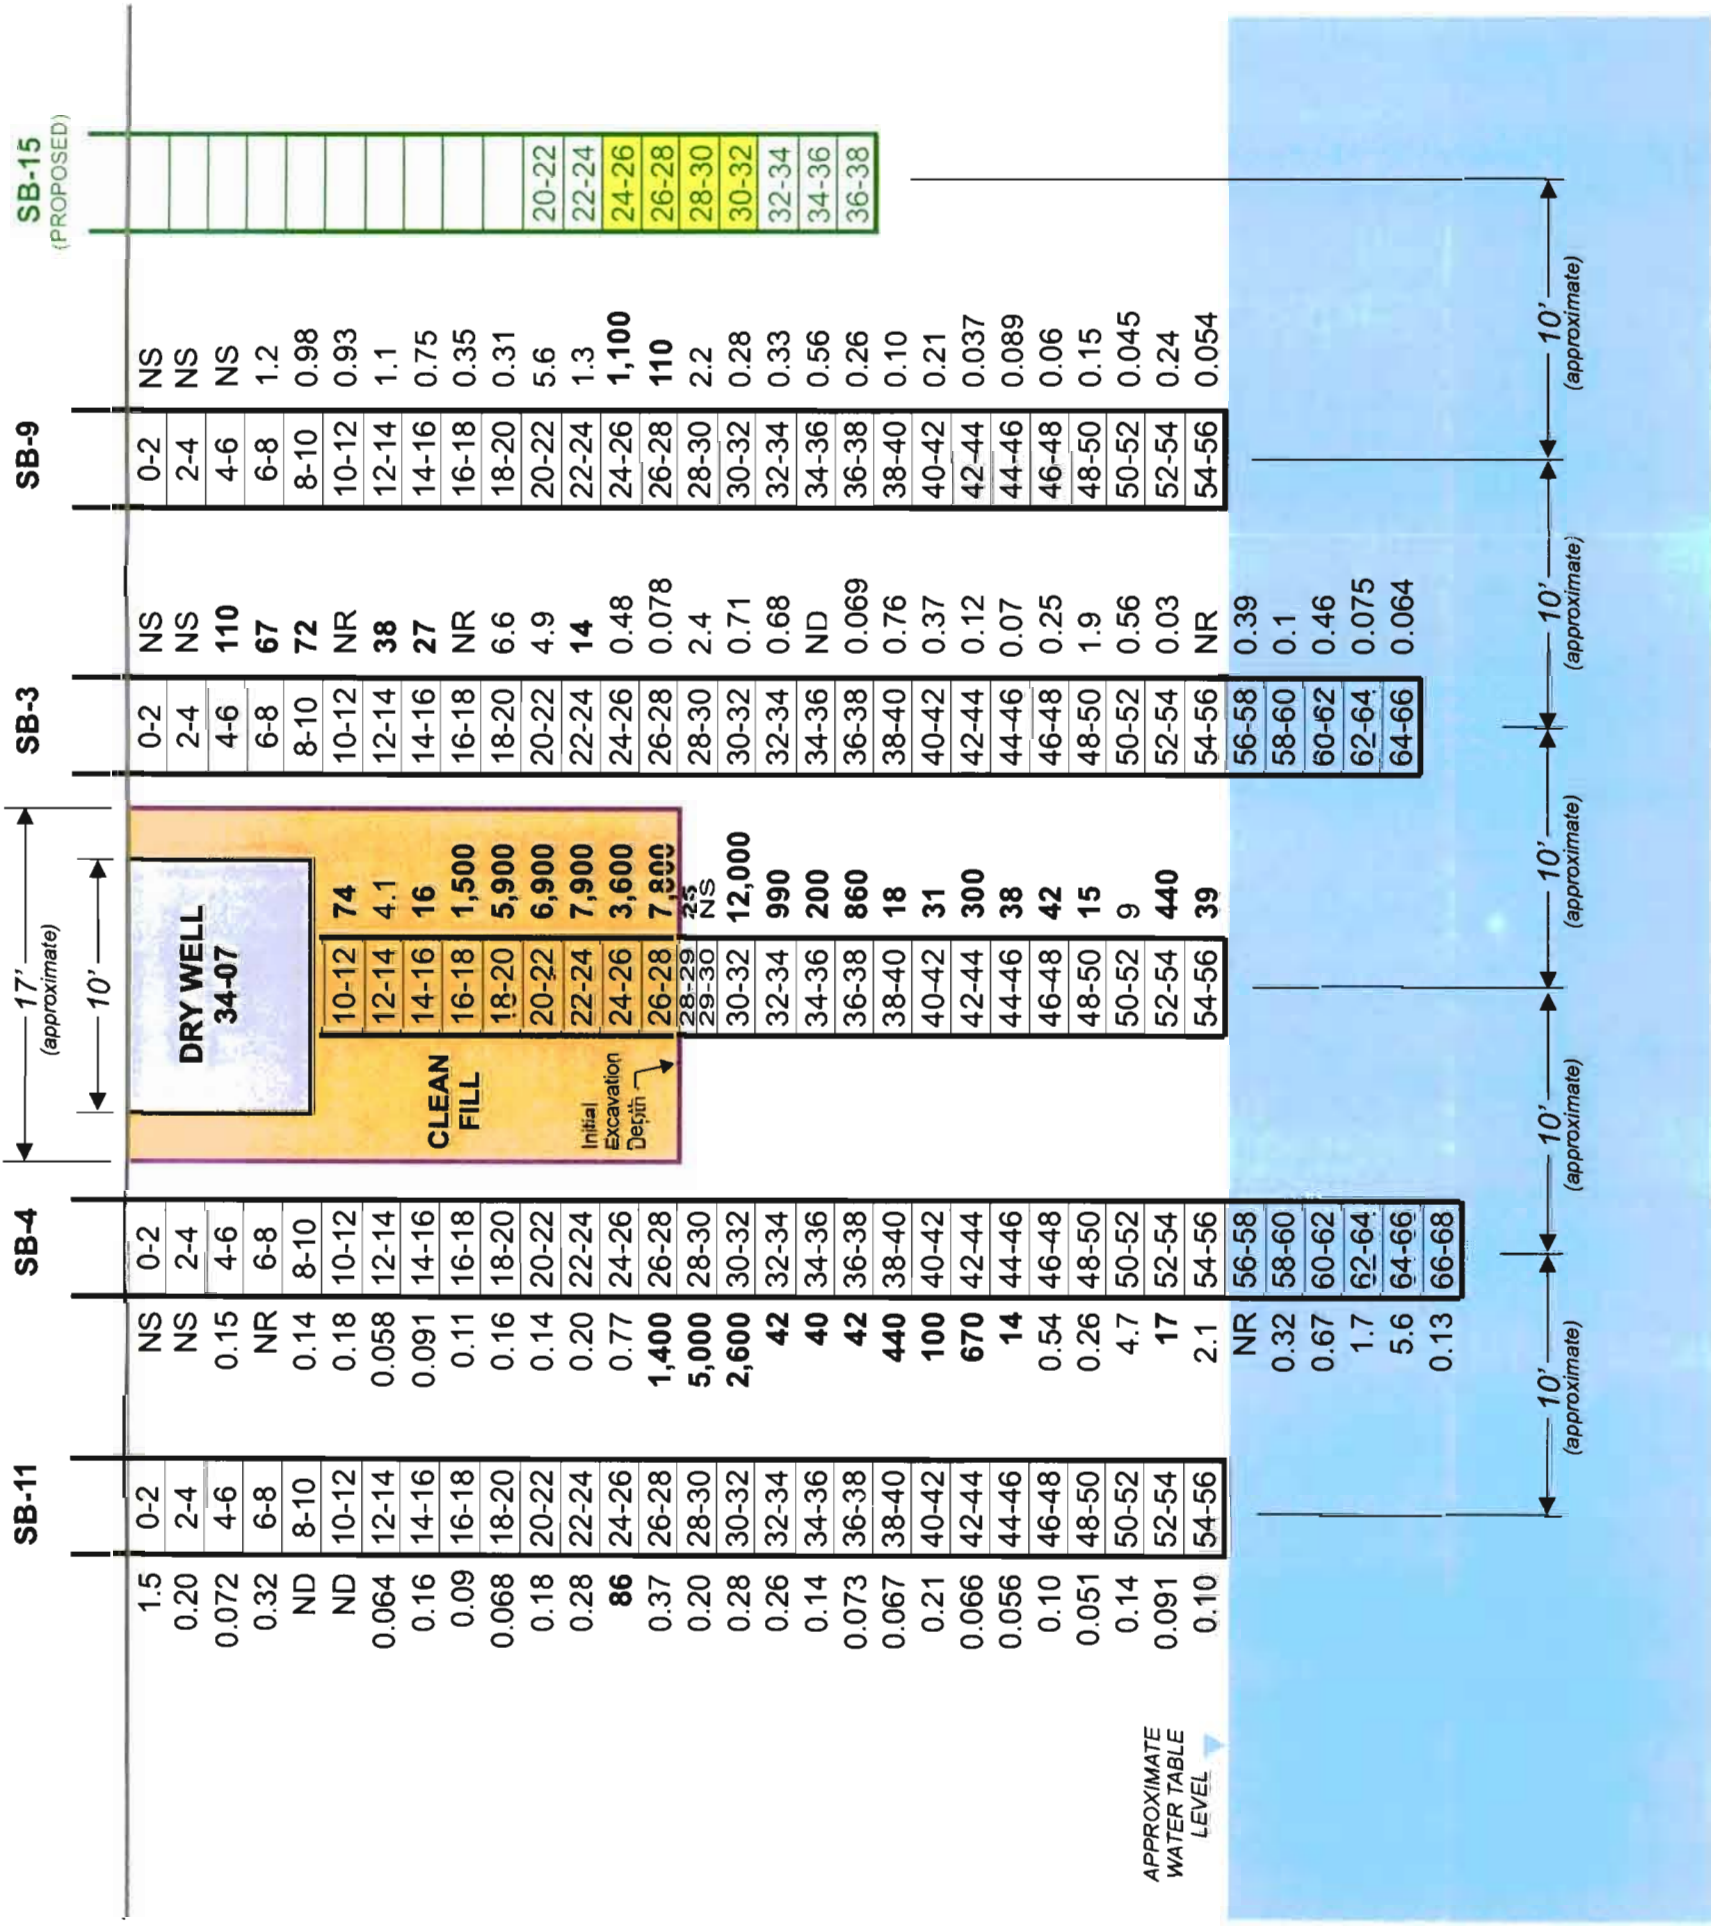 17'
(approximate)
10'
SB-11 SB-4 SB-3 SB-9 SB-15
(PROPOSED)
DRY WELL
34-07
1.5 0-2 NS 0-2 0-2 NS 0-2 NS
0.20 2-4 NS 2-4 2-4 NS 2-4 NS
0.072 4-6 0.15 4-6 4-6 110 4-6 NS
0.32 6-8 NR 6-8 6-8 67 6-8 1.2
ND 8-10 0.14 8-10 8-10 72 8-10 0.98
ND 10-12 0.18 10-12 10-12 74 10-12 NR 10-12 0.93
0.064 12-14 0.058 12-14 12-14 4.1 12-14 38 12-14 1.1
0.16 14-16 0.091 14-16 14-16 16 14-16 27 14-16 0.75
0.09 16-18 0.11 16-18 16-18 1,500 16-18 NR 16-18 0.35
0.068 18-20 0.16 18-20 18-20 5,900 18-20 6.6 18-20 0.31
0.18 20-22 0.14 20-22 20-22 6,900 20-22 4.9 20-22 5.6 20-22
0.28 22-24 0.20 22-24 22-24 7,900 22-24 14 22-24 1.3 22-24
86 24-26 0.77 24-26 24-26 3,600 24-26 0.48 24-26 1,100 24-26
0.37 26-28 1,400 26-28 26-28 7,800 26-28 0.078 26-28 110 26-28
28-29 25
29-30 NS
0.20 28-30 5,000 28-30 28-30 2.4 28-30 2.2 28-30
0.28 30-32 2,600 30-32 30-32 12,000 30-32 0.71 30-32 0.28 30-32
0.26 32-34 42 32-34 32-34 990 32-34 0.68 32-34 0.33 32-34
0.14 34-36 40 34-36 34-36 200 34-36 ND 34-36 0.56 34-36
0.073 36-38 42 36-38 36-38 860 36-38 0.069 36-38 0.26 36-38
0.067 38-40 440 38-40 38-40 18 38-40 0.76 38-40 0.10
0.21 40-42 100 40-42 40-42 31 40-42 0.37 40-42 0.21
0.066 42-44 670 42-44 42-44 300 42-44 0.12 42-44 0.037
0.056 44-46 14 44-46 44-46 38 44-46 0.07 44-46 0.089
0.10 46-48 0.54 46-48 46-48 42 46-48 0.25 46-48 0.06
0.051 48-50 0.26 48-50 48-50 15 48-50 1.9 48-50 0.15
0.14 50-52 4.7 50-52 50-52 9 50-52 0.56 50-52 0.045
0.091 52-54 17 52-54 52-54 440 52-54 0.03 52-54 0.24
0.10 54-56 2.1 54-56 54-56 39 54-56 NR 54-56 0.054
NR 56-58 56-58 0.39
0.32 58-60 58-60 0.1
0.67 60-62 60-62 0.46
1.7 62-64 62-64 0.075
5.6 64-66 64-66 0.064
0.13 66-68
CLEAN
FILL
Initial
Excavation
Depth
APPROXIMATE
WATER TABLE
LEVEL
10' 10' 10' 10' 10'
(approximate) (approximate) (approximate) (approximate) (approximate)